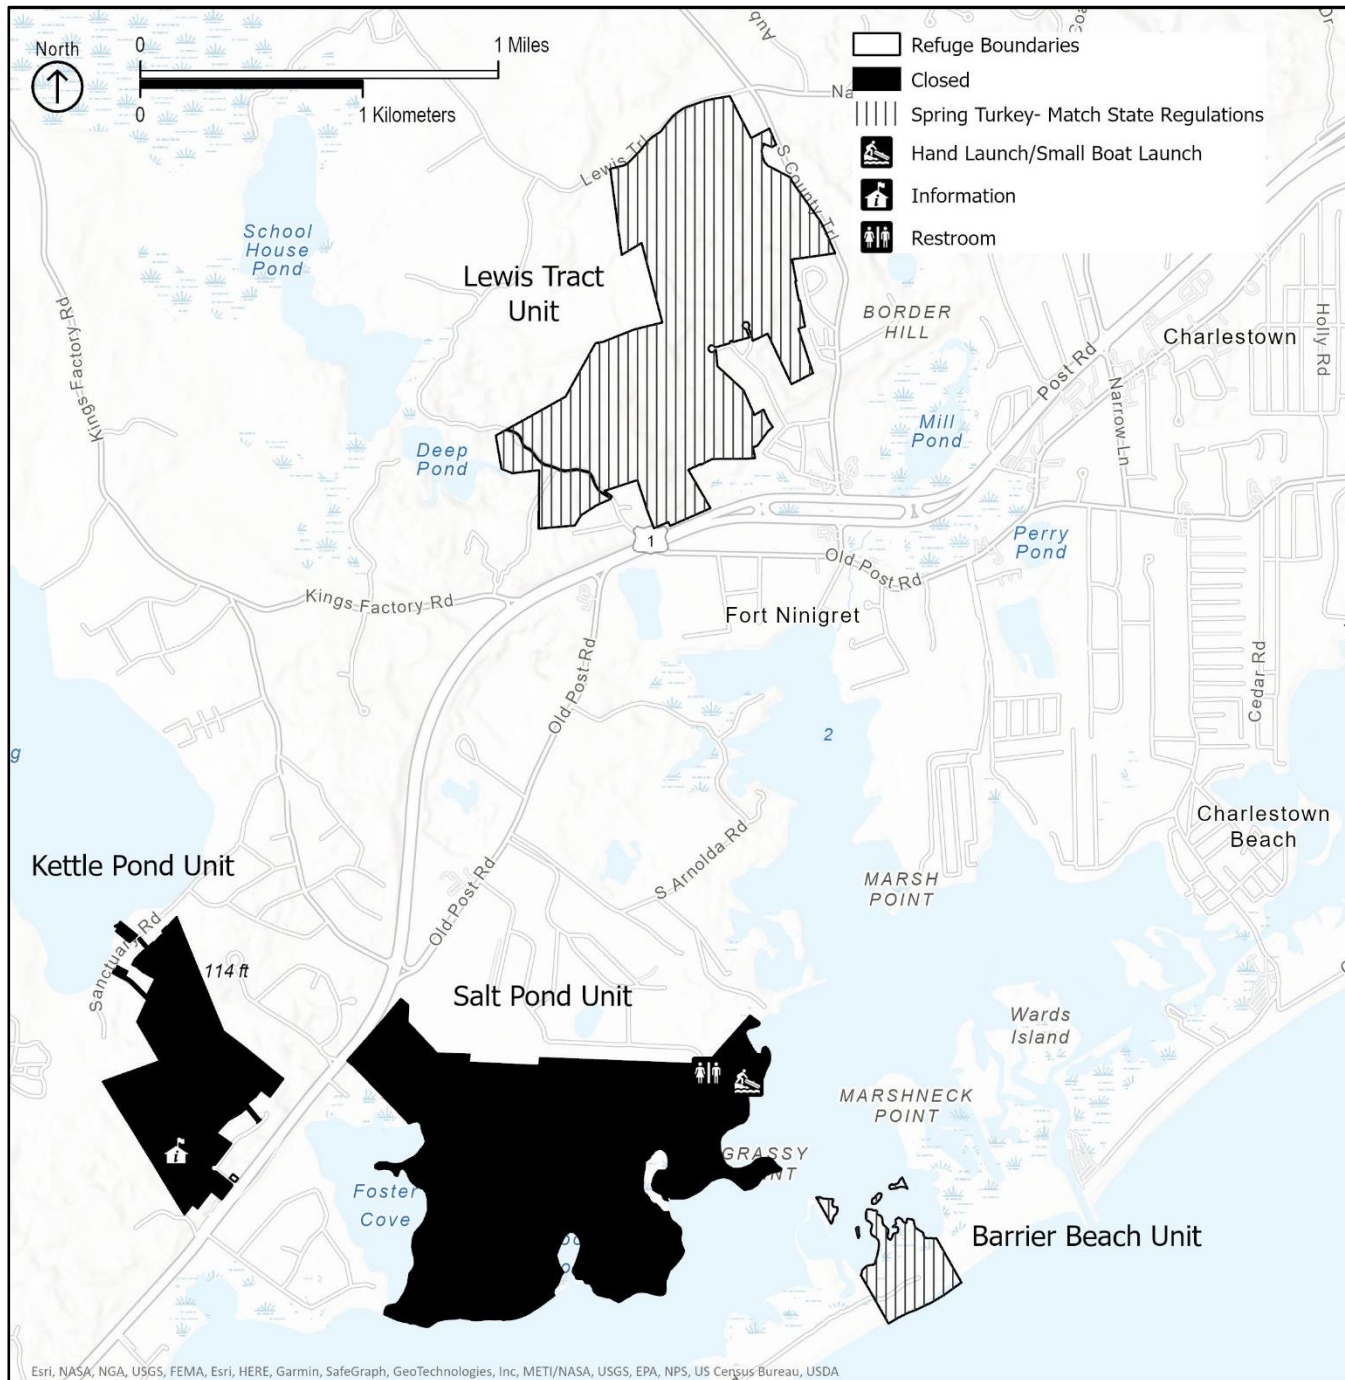 North
0
1 Miles
0
1 Kilometers
Refuge Boundaries
Closed
Spring Turkey- Match State Regulations
Hand Launch/Small Boat Launch
Information
Restroom
Lewis Trl
S County Trl
School
House
Pond
Lewis Tract
Unit
BORDER
HILL
Kings Factory Rd
Charlestown
Holly Rd
Post Rd
Narrow Ln
Mill
Pond
Deep
Pond
1
Perry
Pond
Old Post Rd
Kings Factory Rd
Fort Ninigret
Old Post Rd
Cedar Rd
2
g
Charlestown
Beach
Kettle Pond Unit
S Arnolda Rd
MARSH
POINT
Old Post Rd
Sanctuary Rd
114 ft
Salt Pond Unit
Wards
Island
MARSHNECK
POINT
GRASSY
Foster
Cove
Barrier Beach Unit
Esri, NASA, NGA, USGS, FEMA, Esri, HERE, Garmin, SafeGraph, GeoTechnologies, Inc, METI/NASA, USGS, EPA, NPS, US Census Bureau, USDA